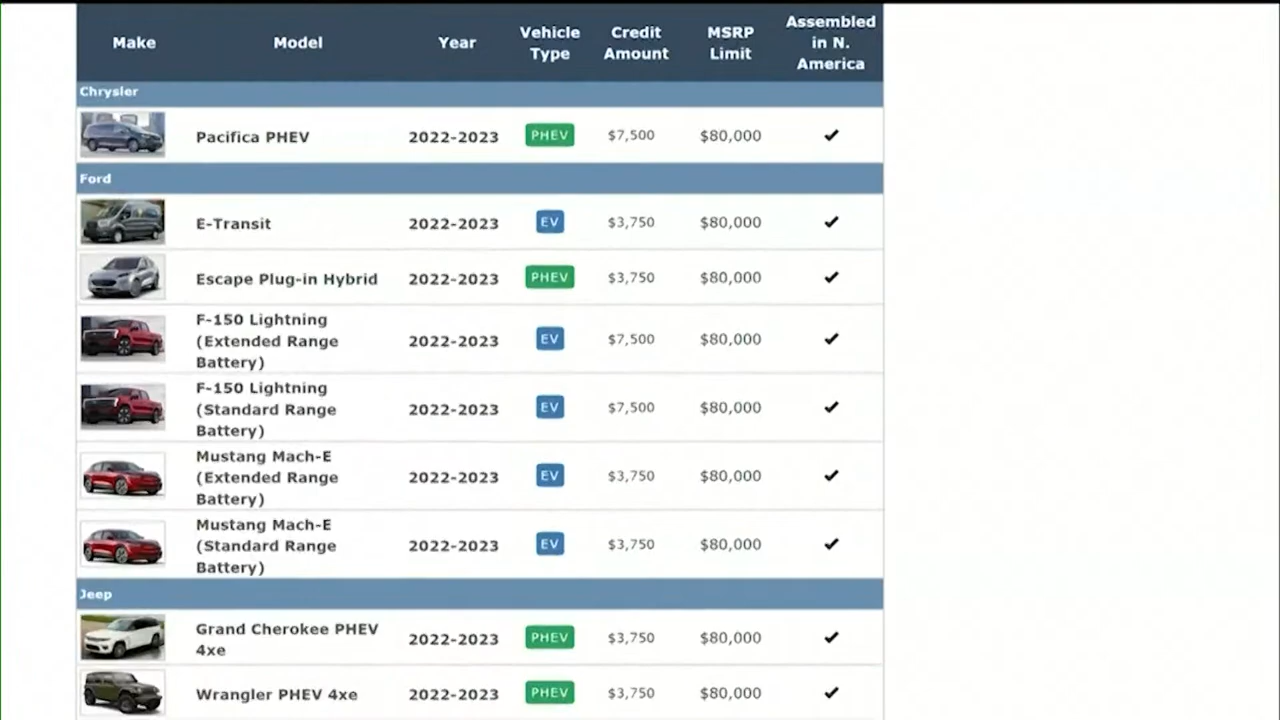 Make Model Year Vehicle Type Credit Amount MSRP Limit Assembled in N. America
Chrysler
Pacifica PHEV 2022-2023 PHEV $7,500 $80,000 ✔
Ford
E-Transit 2022-2023 EV $3,750 $80,000 ✔
Escape Plug-in Hybrid 2022-2023 PHEV $3,750 $80,000 ✔
F-150 Lightning (Extended Range Battery) 2022-2023 EV $7,500 $80,000 ✔
F-150 Lightning (Standard Range Battery) 2022-2023 EV $7,500 $80,000 ✔
Mustang Mach-E (Extended Range Battery) 2022-2023 EV $3,750 $80,000 ✔
Mustang Mach-E (Standard Range Battery) 2022-2023 EV $3,750 $80,000 ✔
Jeep
Grand Cherokee PHEV 4xe 2022-2023 PHEV $3,750 $80,000 ✔
Wrangler PHEV 4xe 2022-2023 PHEV $3,750 $80,000 ✔